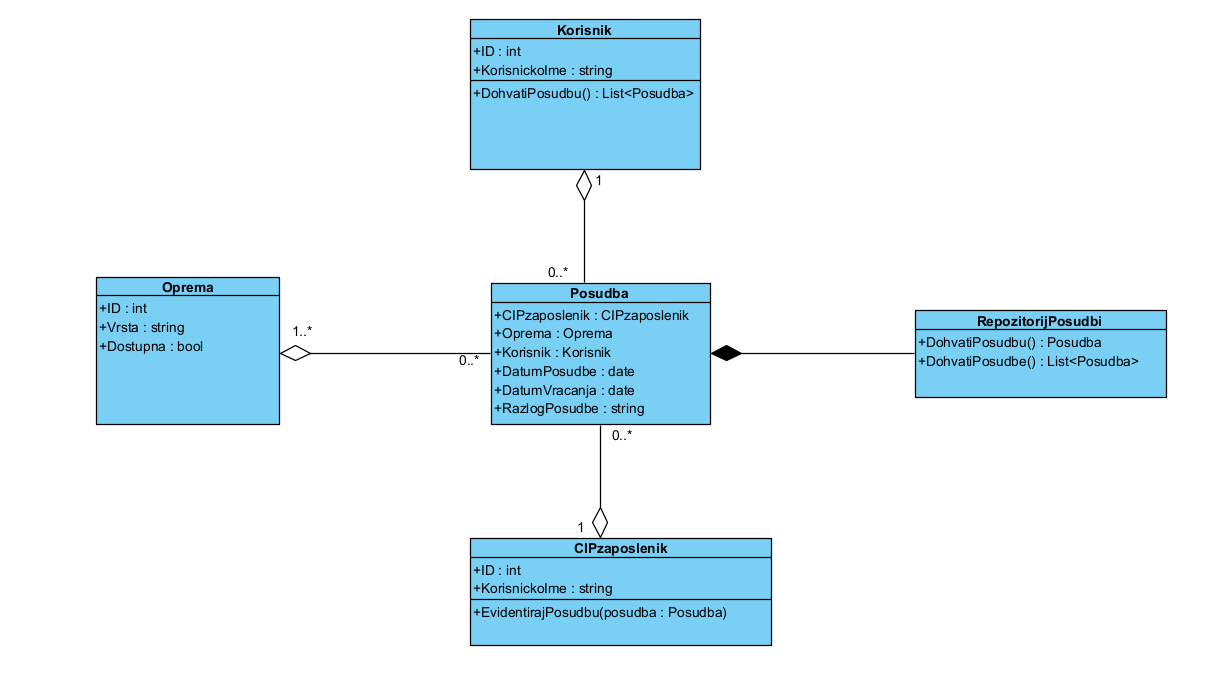 Korisnik
+ID : int
+KorisnickoIme : string
+DohvatiPosudbu() : List<Posudba>
1
0..*
Oprema
+ID : int
+Vrsta : string
+Dostupna : bool
1..*
0..*
Posudba
+CIPzaposlenik : CIPzaposlenik
+Oprema : Oprema
+Korisnik : Korisnik
+DatumPosudbe : date
+DatumVracanja : date
+RazlogPosudbe : string
RepozitorijPosudbi
+DohvatiPosudbu() : Posudba
+DohvatiPosudbe() : List<Posudba>
0..*
1
CIPzaposlenik
+ID : int
+KorisnickoIme : string
+EvidentirajPosudbu(posudba : Posudba)